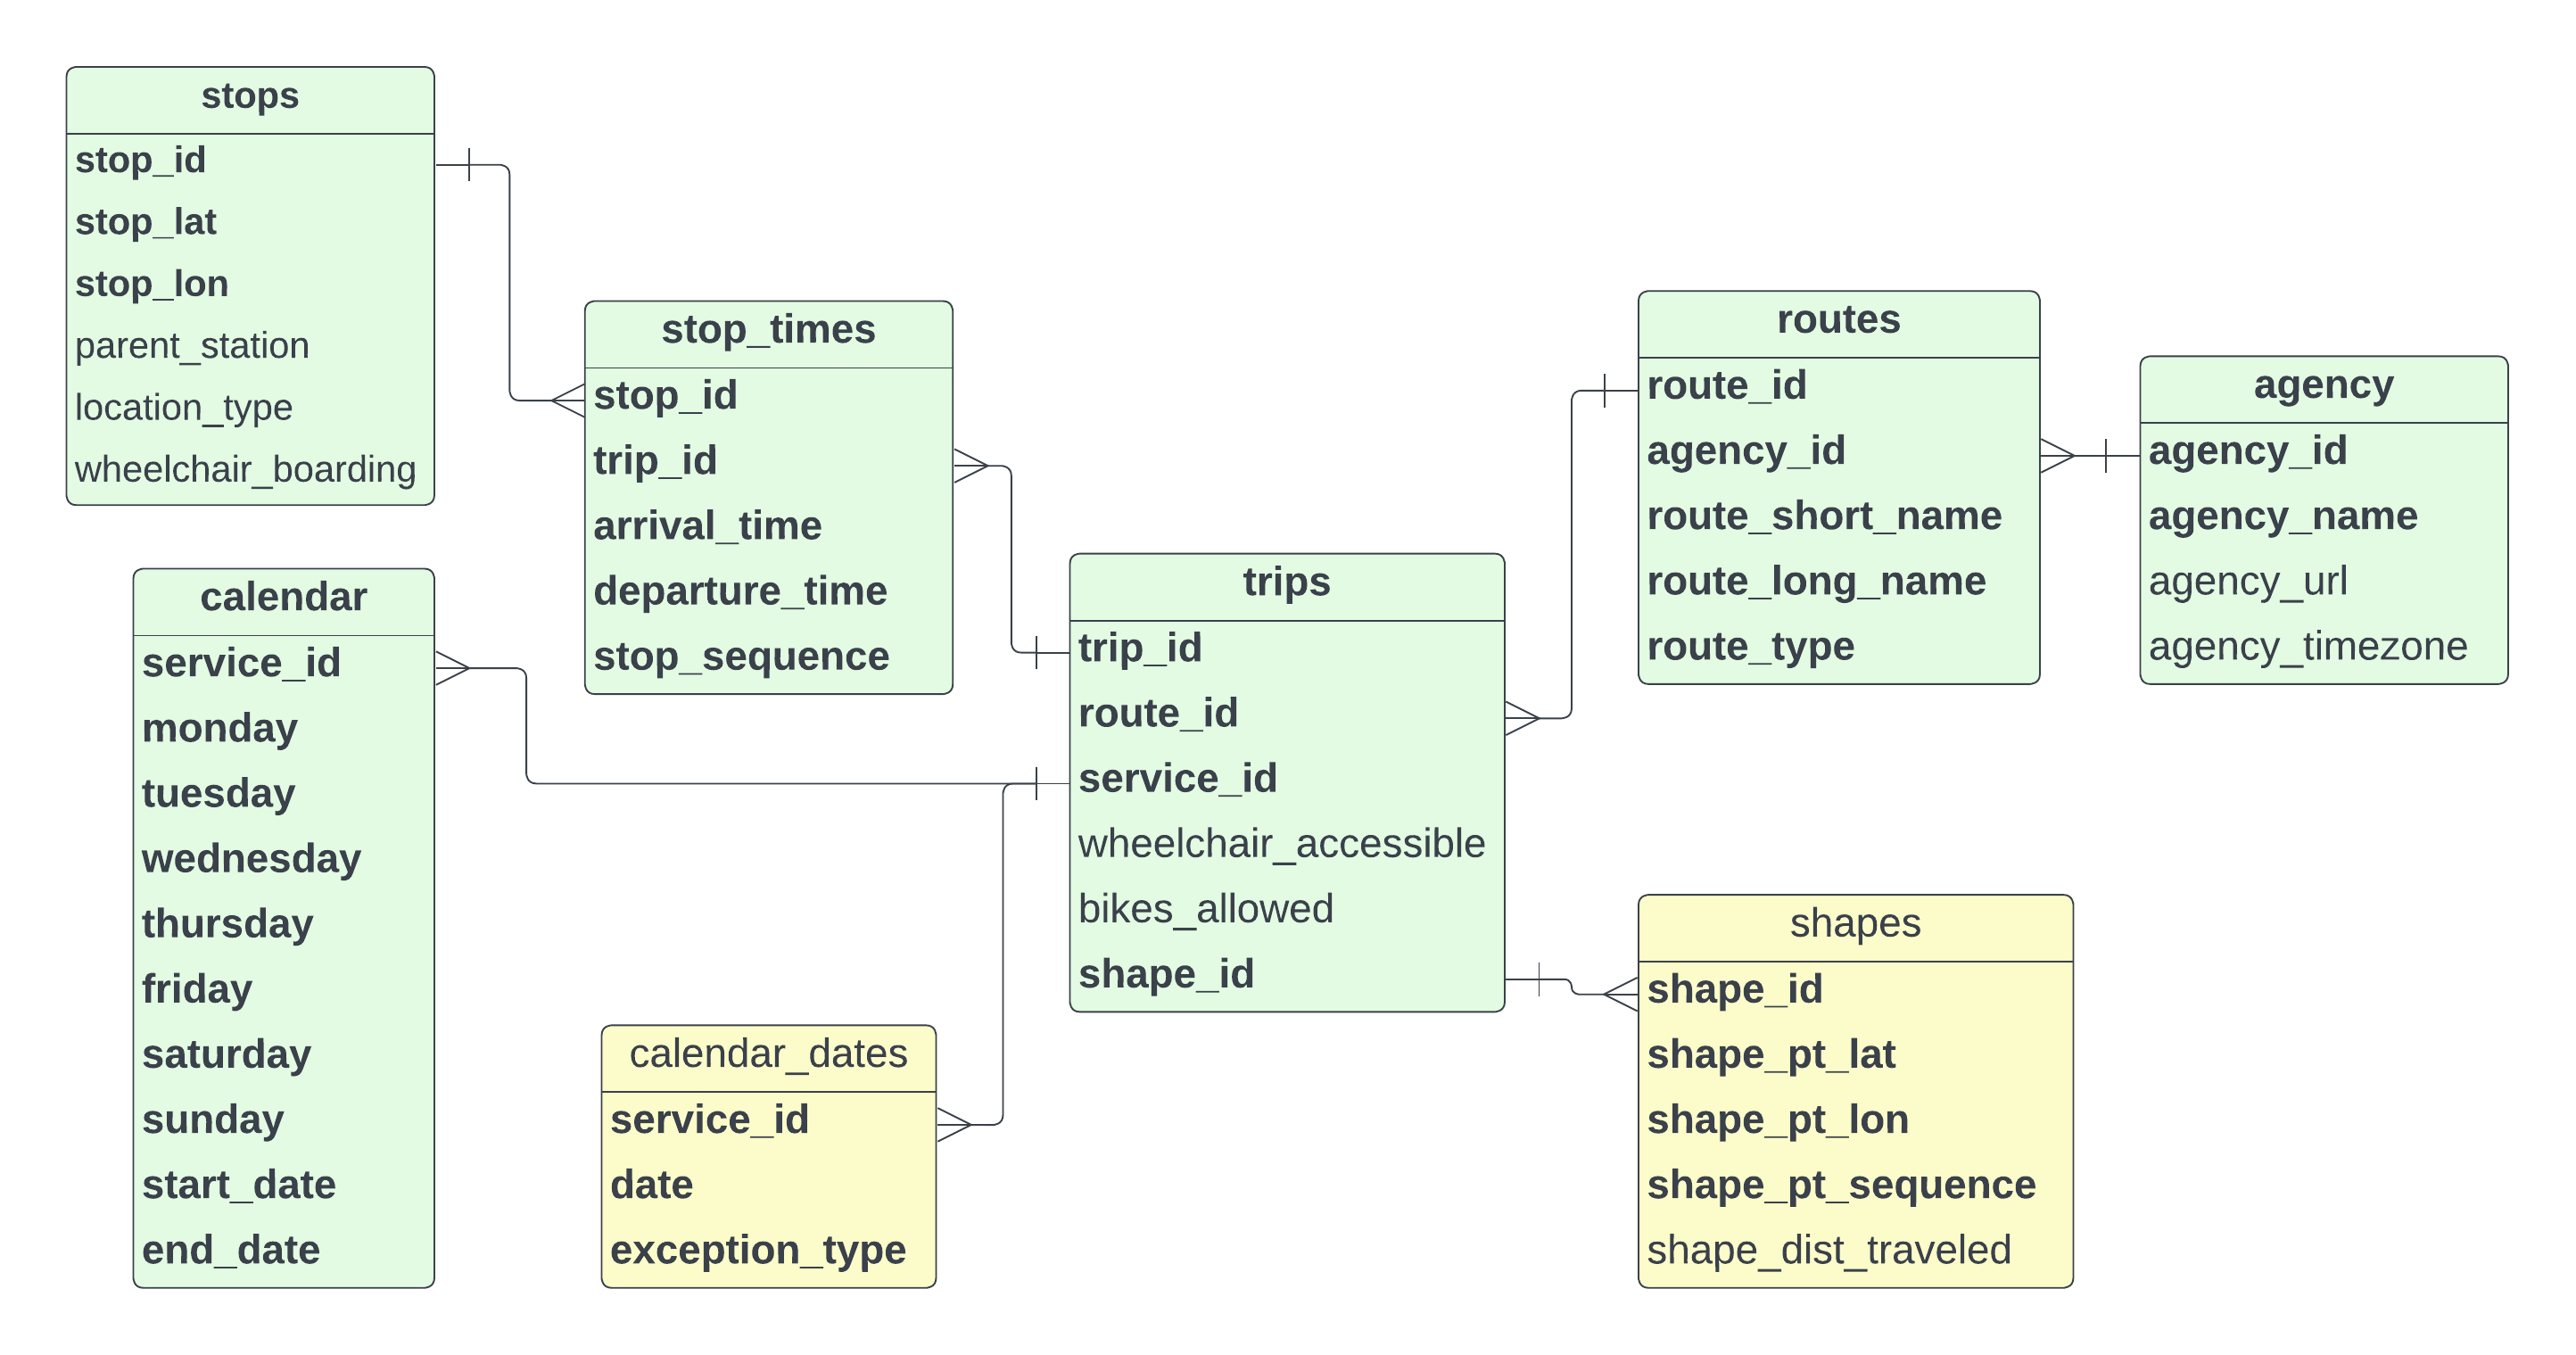 stops
stop_id
stop_lat
stop_lon
parent_station
location_type
wheelchair_boarding
stop_times
stop_id
trip_id
arrival_time
departure_time
stop_sequence
calendar
service_id
monday
tuesday
wednesday
thursday
friday
saturday
sunday
start_date
end_date
calendar_dates
service_id
date
exception_type
trips
trip_id
route_id
service_id
wheelchair_accessible
bikes_allowed
shape_id
routes
route_id
agency_id
route_short_name
route_long_name
route_type
agency
agency_id
agency_name
agency_url
agency_timezone
shapes
shape_id
shape_pt_lat
shape_pt_lon
shape_pt_sequence
shape_dist_traveled